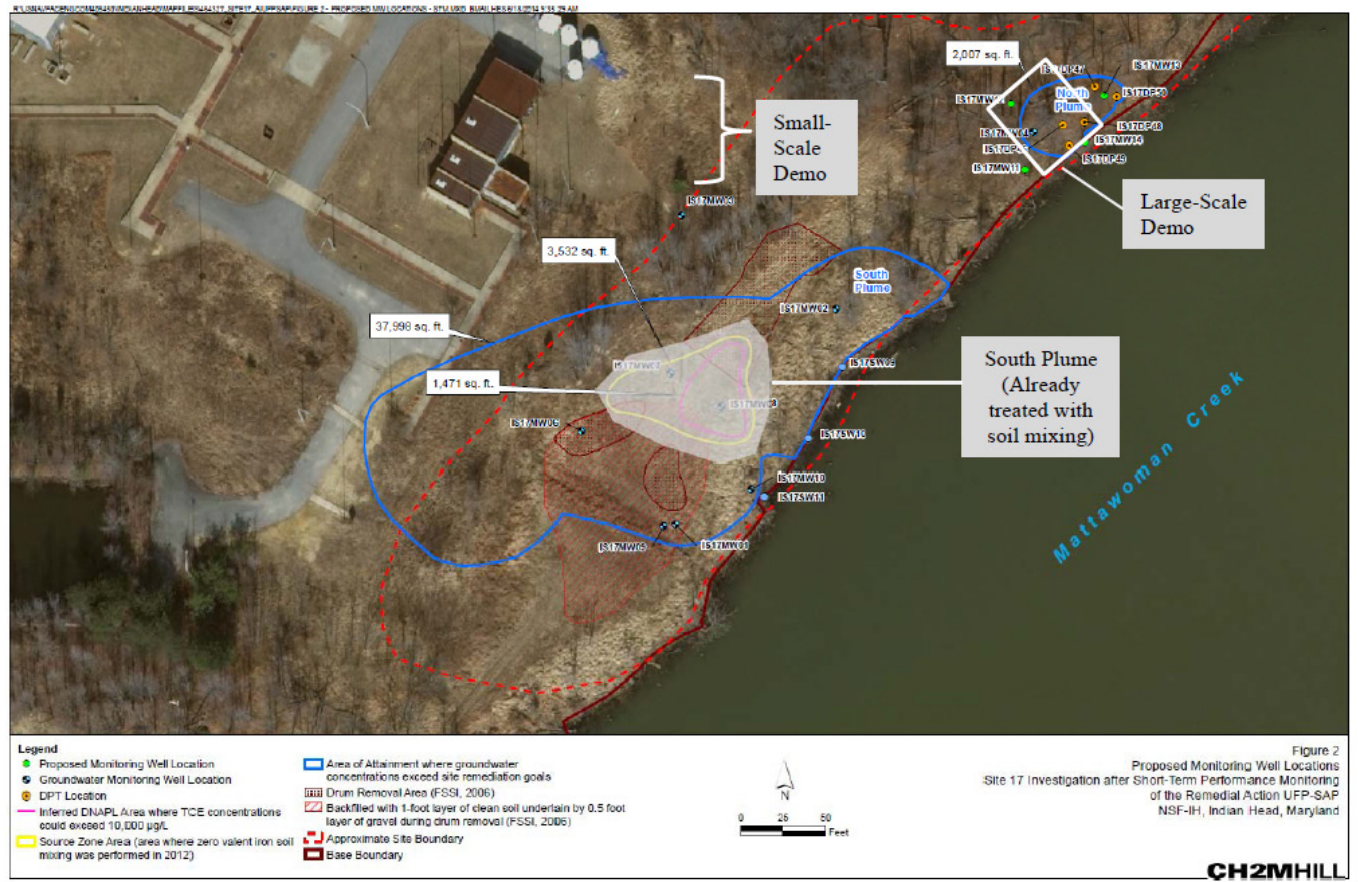 2,007 sq. ft.
IS17DP47
IS17MW13
North
Plume
IS17DP50
IS17DP48
IS17MW14
IS17DP49
IS17MW11
Small-
Scale
Demo
Large-Scale
Demo
IS17MW03
3,532 sq. ft.
South
Plume
IS17MW02
37,998 sq. ft.
1,471 sq. ft.
IS17MW07
IS17SW09
South Plume
(Already
treated with
soil mixing)
IS17MW06
IS17SW10
IS17MW10
IS17SW11
IS17MW05
IS17MW01
Mattawoman Creek
Legend
Proposed Monitoring Well Location
Groundwater Monitoring Well Location
DPT Location
Inferred DNAPL Area where TCE concentrations
could exceed 10,000 µg/L
Source Zone Area (area where zero valent iron soil
mixing was performed in 2012)
Area of Attainment where groundwater
concentrations exceed site remediation goals
Drum Removal Area (FSSI, 2006)
Backfilled with 1-foot layer of clean soil underlain by 0.5 foot
layer of gravel during drum removal (FSSI, 2006)
Approximate Site Boundary
Base Boundary
N
0 25 50
Feet
Figure 2
Proposed Monitoring Well Locations
Site 17 Investigation after Short-Term Performance Monitoring
of the Remedial Action UFP-SAP
NSF-IH, Indian Head, Maryland
CH2MHILL